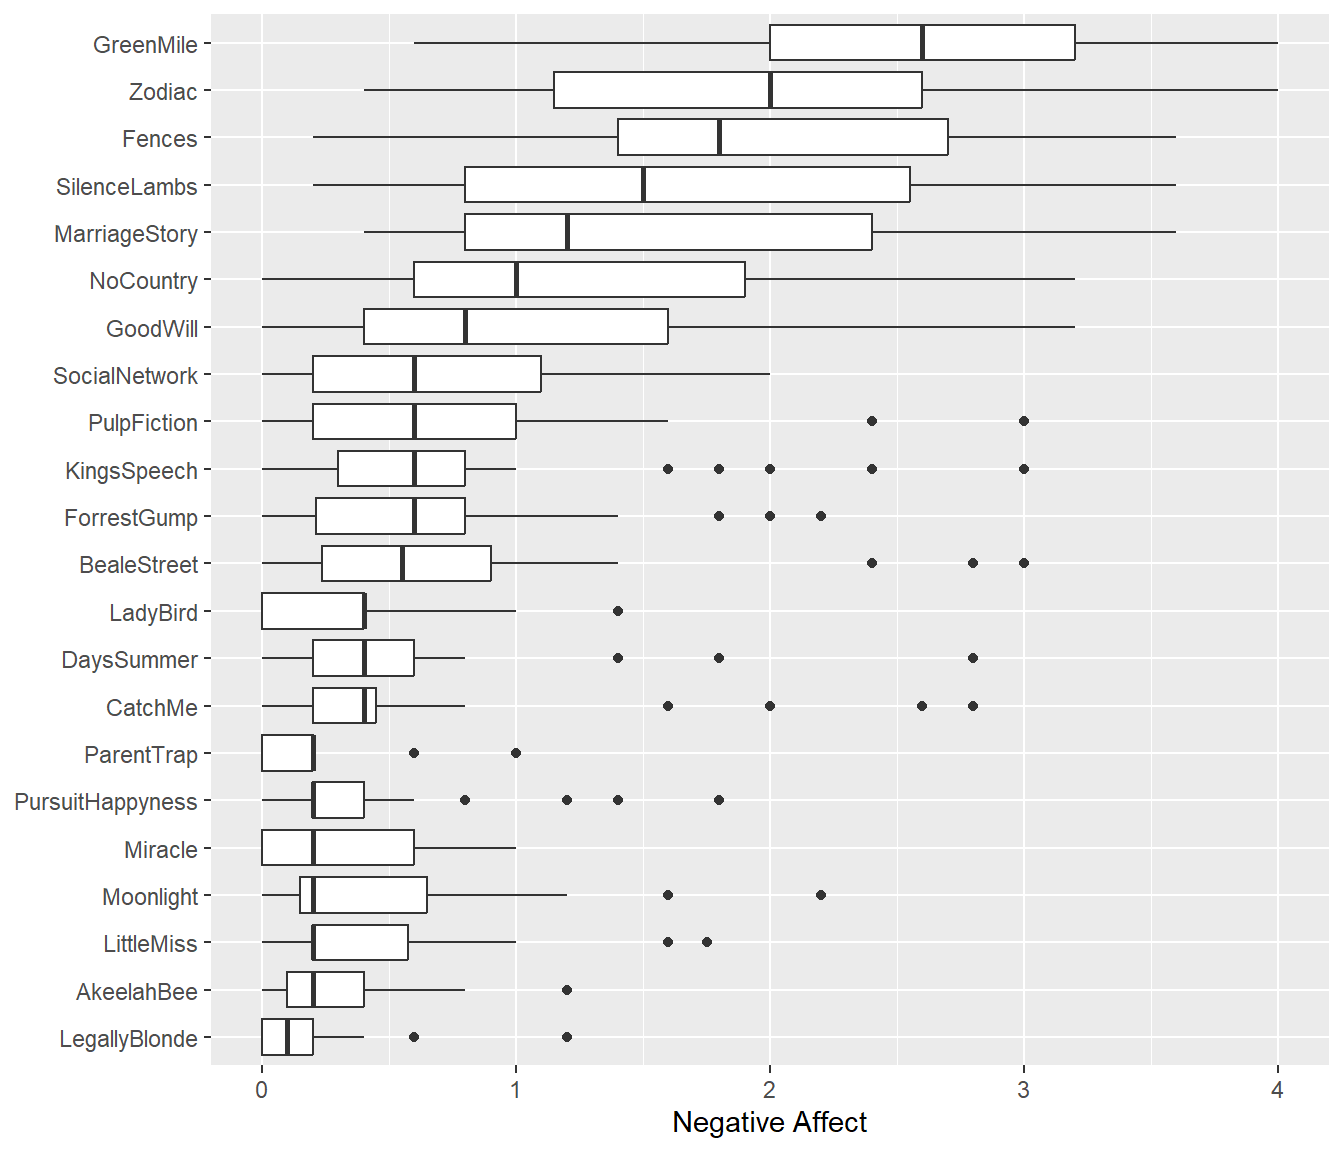 GreenMile
Zodiac
Fences
SilenceLambs
MarriageStory
NoCountry
GoodWill
SocialNetwork
PulpFiction
KingsSpeech
ForrestGump
BealeStreet
LadyBird
DaysSummer
CatchMe
ParentTrap
PursuitHappyness
Miracle
Moonlight
LittleMiss
AkeelahBee
LegallyBlonde
0 1 2 3 4
Negative Affect